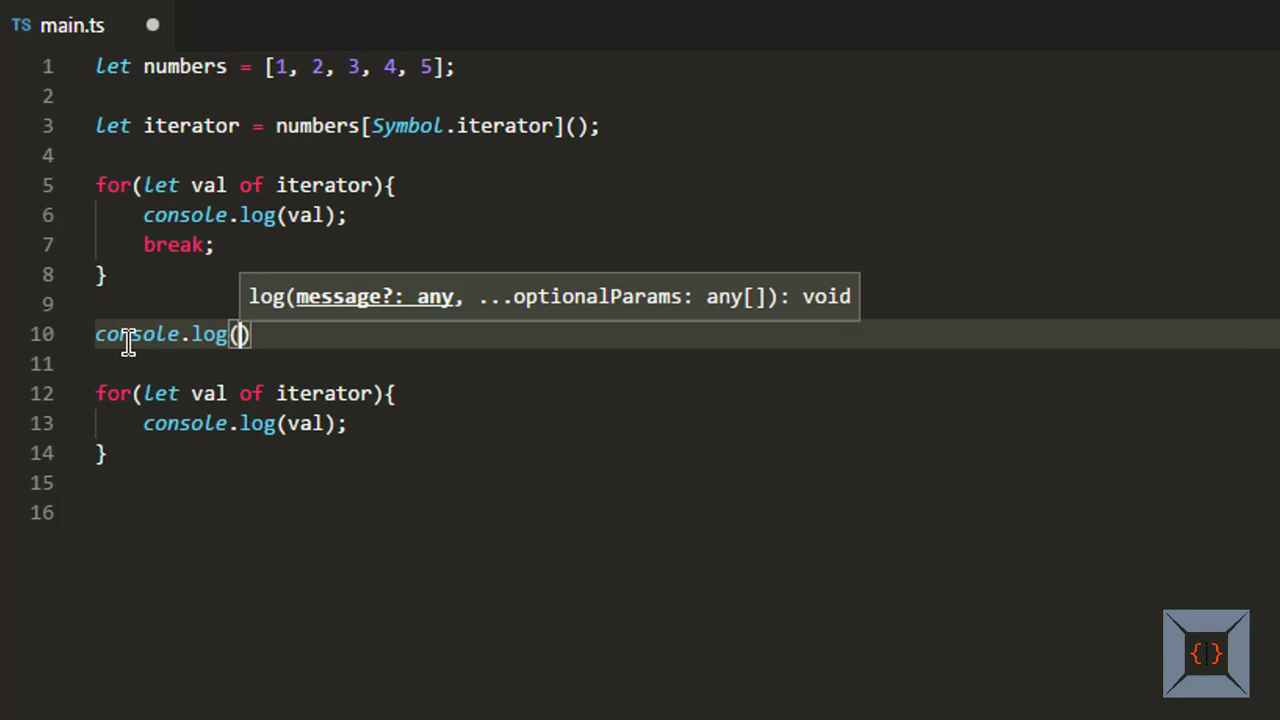 TS main.ts
1 let numbers = [1, 2, 3, 4, 5];
2
3 let iterator = numbers[Symbol.iterator]();
4
5 for(let val of iterator){
6 console.log(val);
7 break;
8 }
log(message?: any, ...optionalParams: any[]): void
9
10 console.log()
11
12 for(let val of iterator){
13 console.log(val);
14 }
15
16
{|}